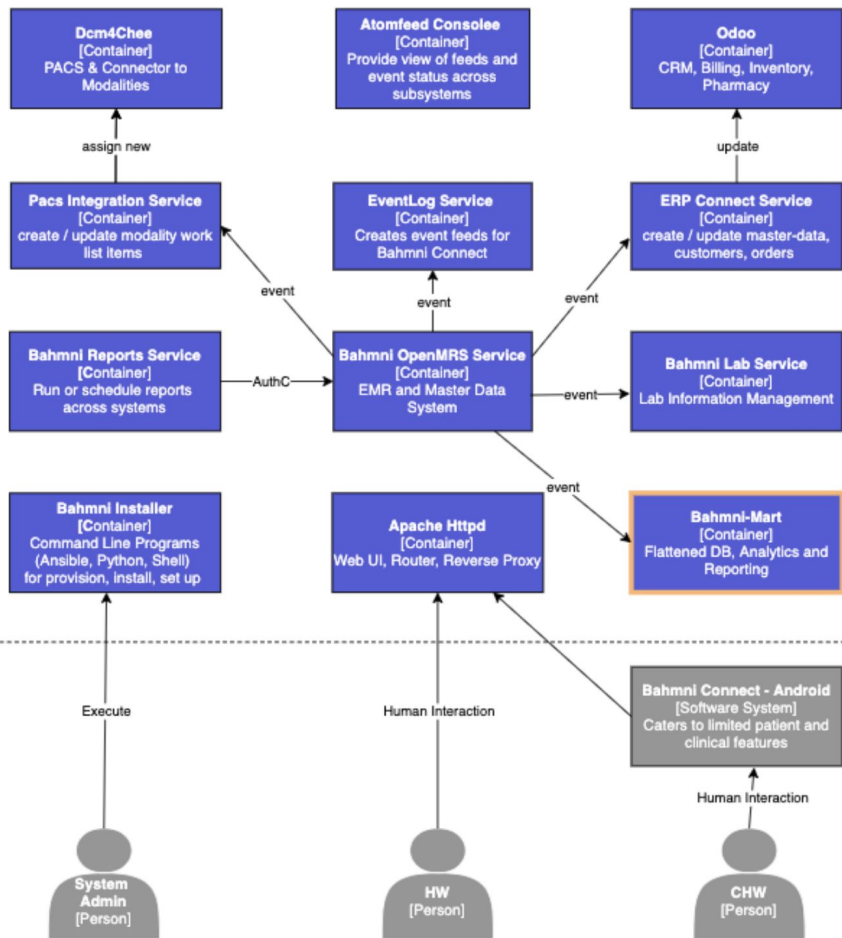 Dcm4Chee
[Container]
PACS & Connector to
Modalities
Atomfeed Consolee
[Container]
Provide view of feeds and
event status across
subsystems
Odoo
[Container]
CRM, Billing, Inventory,
Pharmacy
assign new
update
Pacs Integration Service
[Container]
create / update modality work
list items
EventLog Service
[Container]
Creates event feeds for
Bahmni Connect
ERP Connect Service
[Container]
create / update master-data,
customers, orders
event
event
event
Bahmni Reports Service
[Container]
Run or schedule reports
across systems
AuthC
Bahmni OpenMRS Service
[Container]
EMR and Master Data
System
event
Bahmni Lab Service
[Container]
Lab Information Management
event
Bahmni Installer
[Container]
Command Line Programs
(Ansible, Python, Shell)
for provision, install, set up
Apache Httpd
[Container]
Web UI, Router, Reverse Proxy
Bahmni-Mart
[Container]
Flattened DB, Analytics and
Reporting
Execute
Human Interaction
Bahmni Connect - Android
[Software System]
Caters to limited patient and
clinical features
Human Interaction
System
Admin
[Person]
HW
[Person]
CHW
[Person]